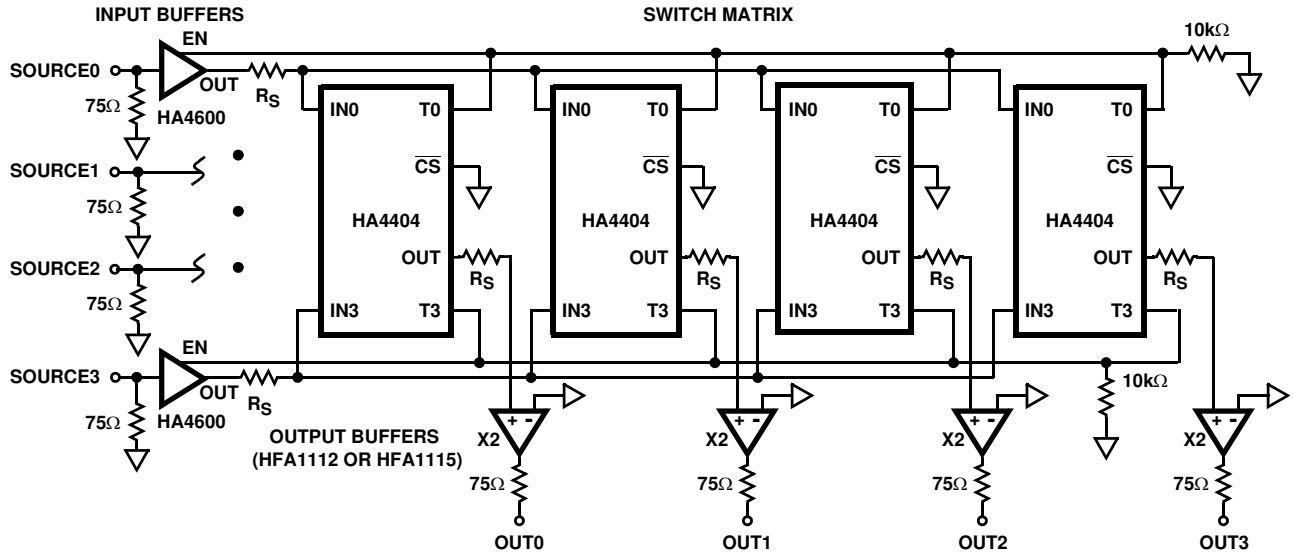 INPUT BUFFERS
SWITCH MATRIX
EN
10kΩ
SOURCE0
OUT
RS
75Ω
HA4600
IN0 T0
IN0 T0
IN0 T0
IN0 T0
SOURCE1
CS
CS
CS
CS
75Ω
HA4404
HA4404
HA4404
HA4404
SOURCE2
OUT
OUT
OUT
OUT
RS
RS
RS
RS
75Ω
IN3 T3
IN3 T3
IN3 T3
IN3 T3
EN
SOURCE3
OUT
RS
10kΩ
75Ω
HA4600
OUTPUT BUFFERS
(HFA1112 OR HFA1115)
X2 + -
X2 + -
X2 + -
X2 + -
75Ω
75Ω
75Ω
75Ω
OUT0
OUT1
OUT2
OUT3